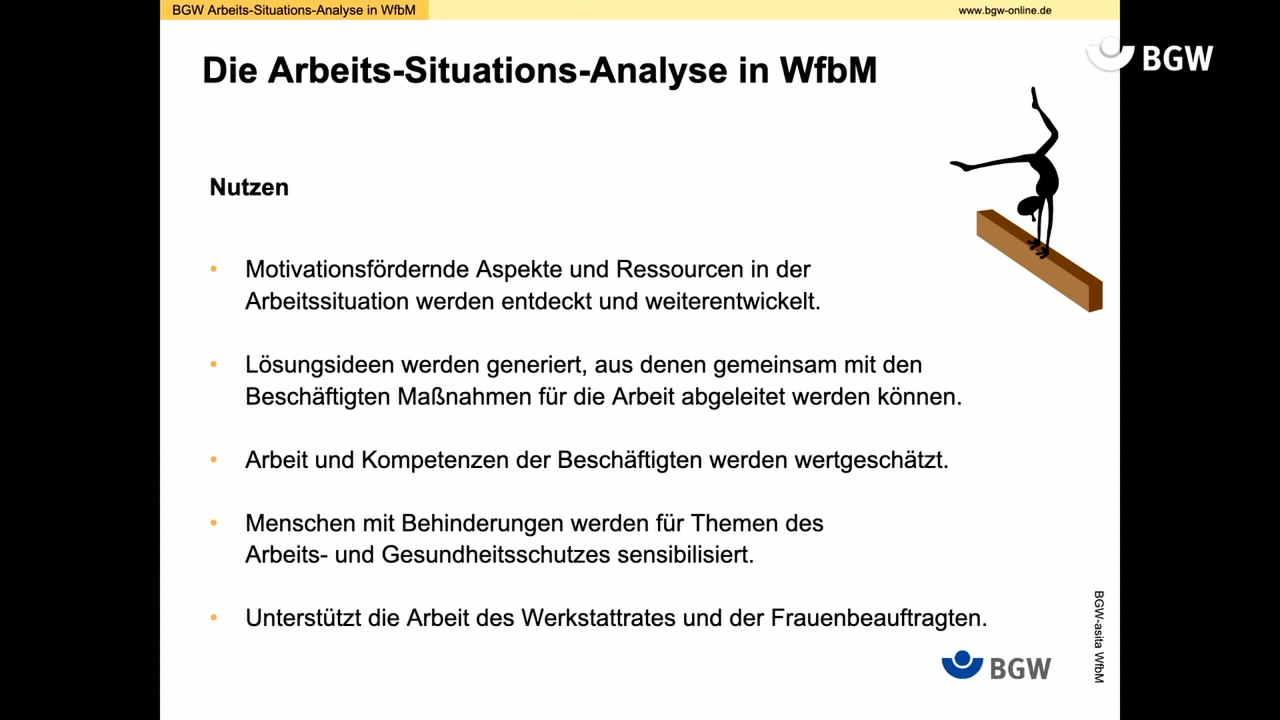 BGW Arbeits-Situations-Analyse in WfbM
www.bgw-online.de
BGW
Die Arbeits-Situations-Analyse in WfbM
Nutzen
• Motivationsfördernde Aspekte und Ressourcen in der
Arbeitssituation werden entdeckt und weiterentwickelt.
• Lösungsideen werden generiert, aus denen gemeinsam mit den
Beschäftigten Maßnahmen für die Arbeit abgeleitet werden können.
• Arbeit und Kompetenzen der Beschäftigten werden wertgeschätzt.
• Menschen mit Behinderungen werden für Themen des
Arbeits- und Gesundheitsschutzes sensibilisiert.
• Unterstützt die Arbeit des Werkstattrates und der Frauenbeauftragten.
BGW
BGW-asita WfbM